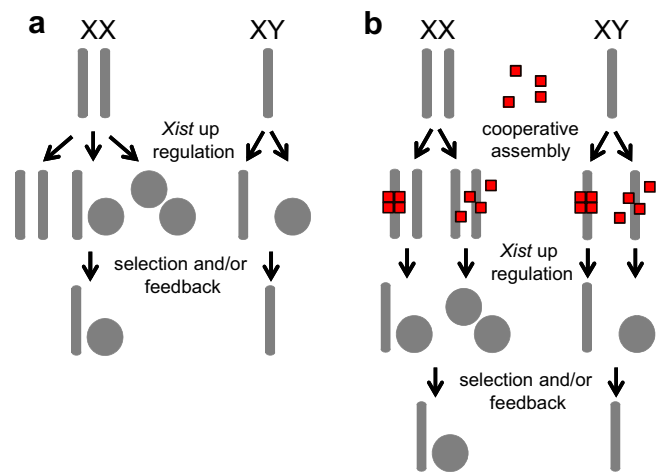 a
XX
XY
Xist up
regulation
selection and/or
feedback
b
XX
XY
cooperative
assembly
Xist up
regulation
selection and/or
feedback